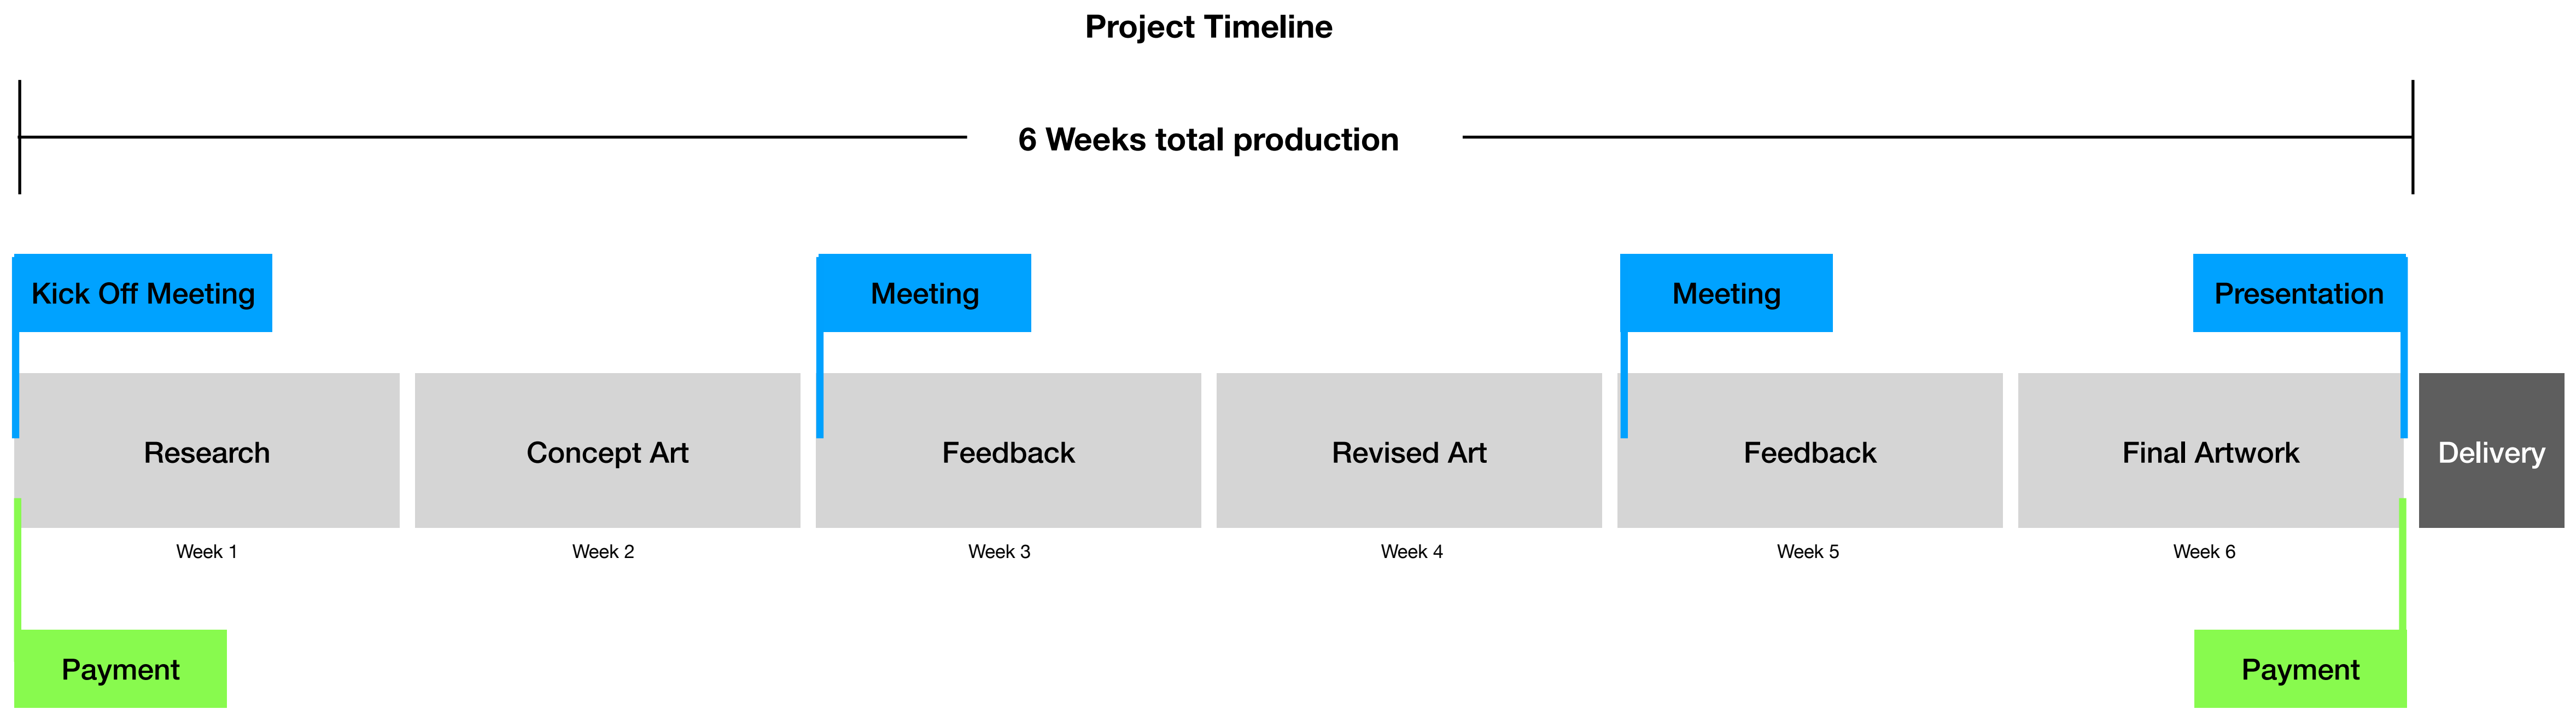 Project Timeline
6 Weeks total production
Kick Off Meeting
Meeting
Meeting
Presentation
Research
Concept Art
Feedback
Revised Art
Feedback
Final Artwork
Delivery
Week 1
Week 2
Week 3
Week 4
Week 5
Week 6
Payment
Payment